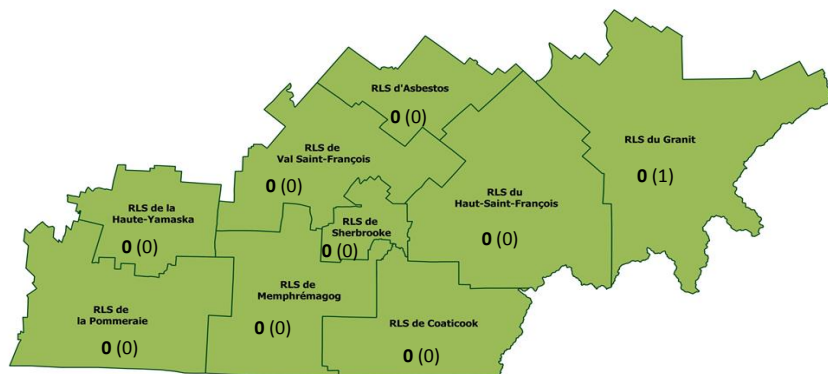 RLS d'Asbestos
0 (0)
RLS de
Val Saint-François
0 (0)
RLS du Granit
0 (1)
RLS de la
Haute-Yamaska
0 (0)
RLS de
Sherbrooke
0 (0)
RLS du
Haut-Saint-François
0 (0)
RLS de
la Pommeraie
0 (0)
RLS de
Memphrémagog
0 (0)
RLS de Coaticook
0 (0)